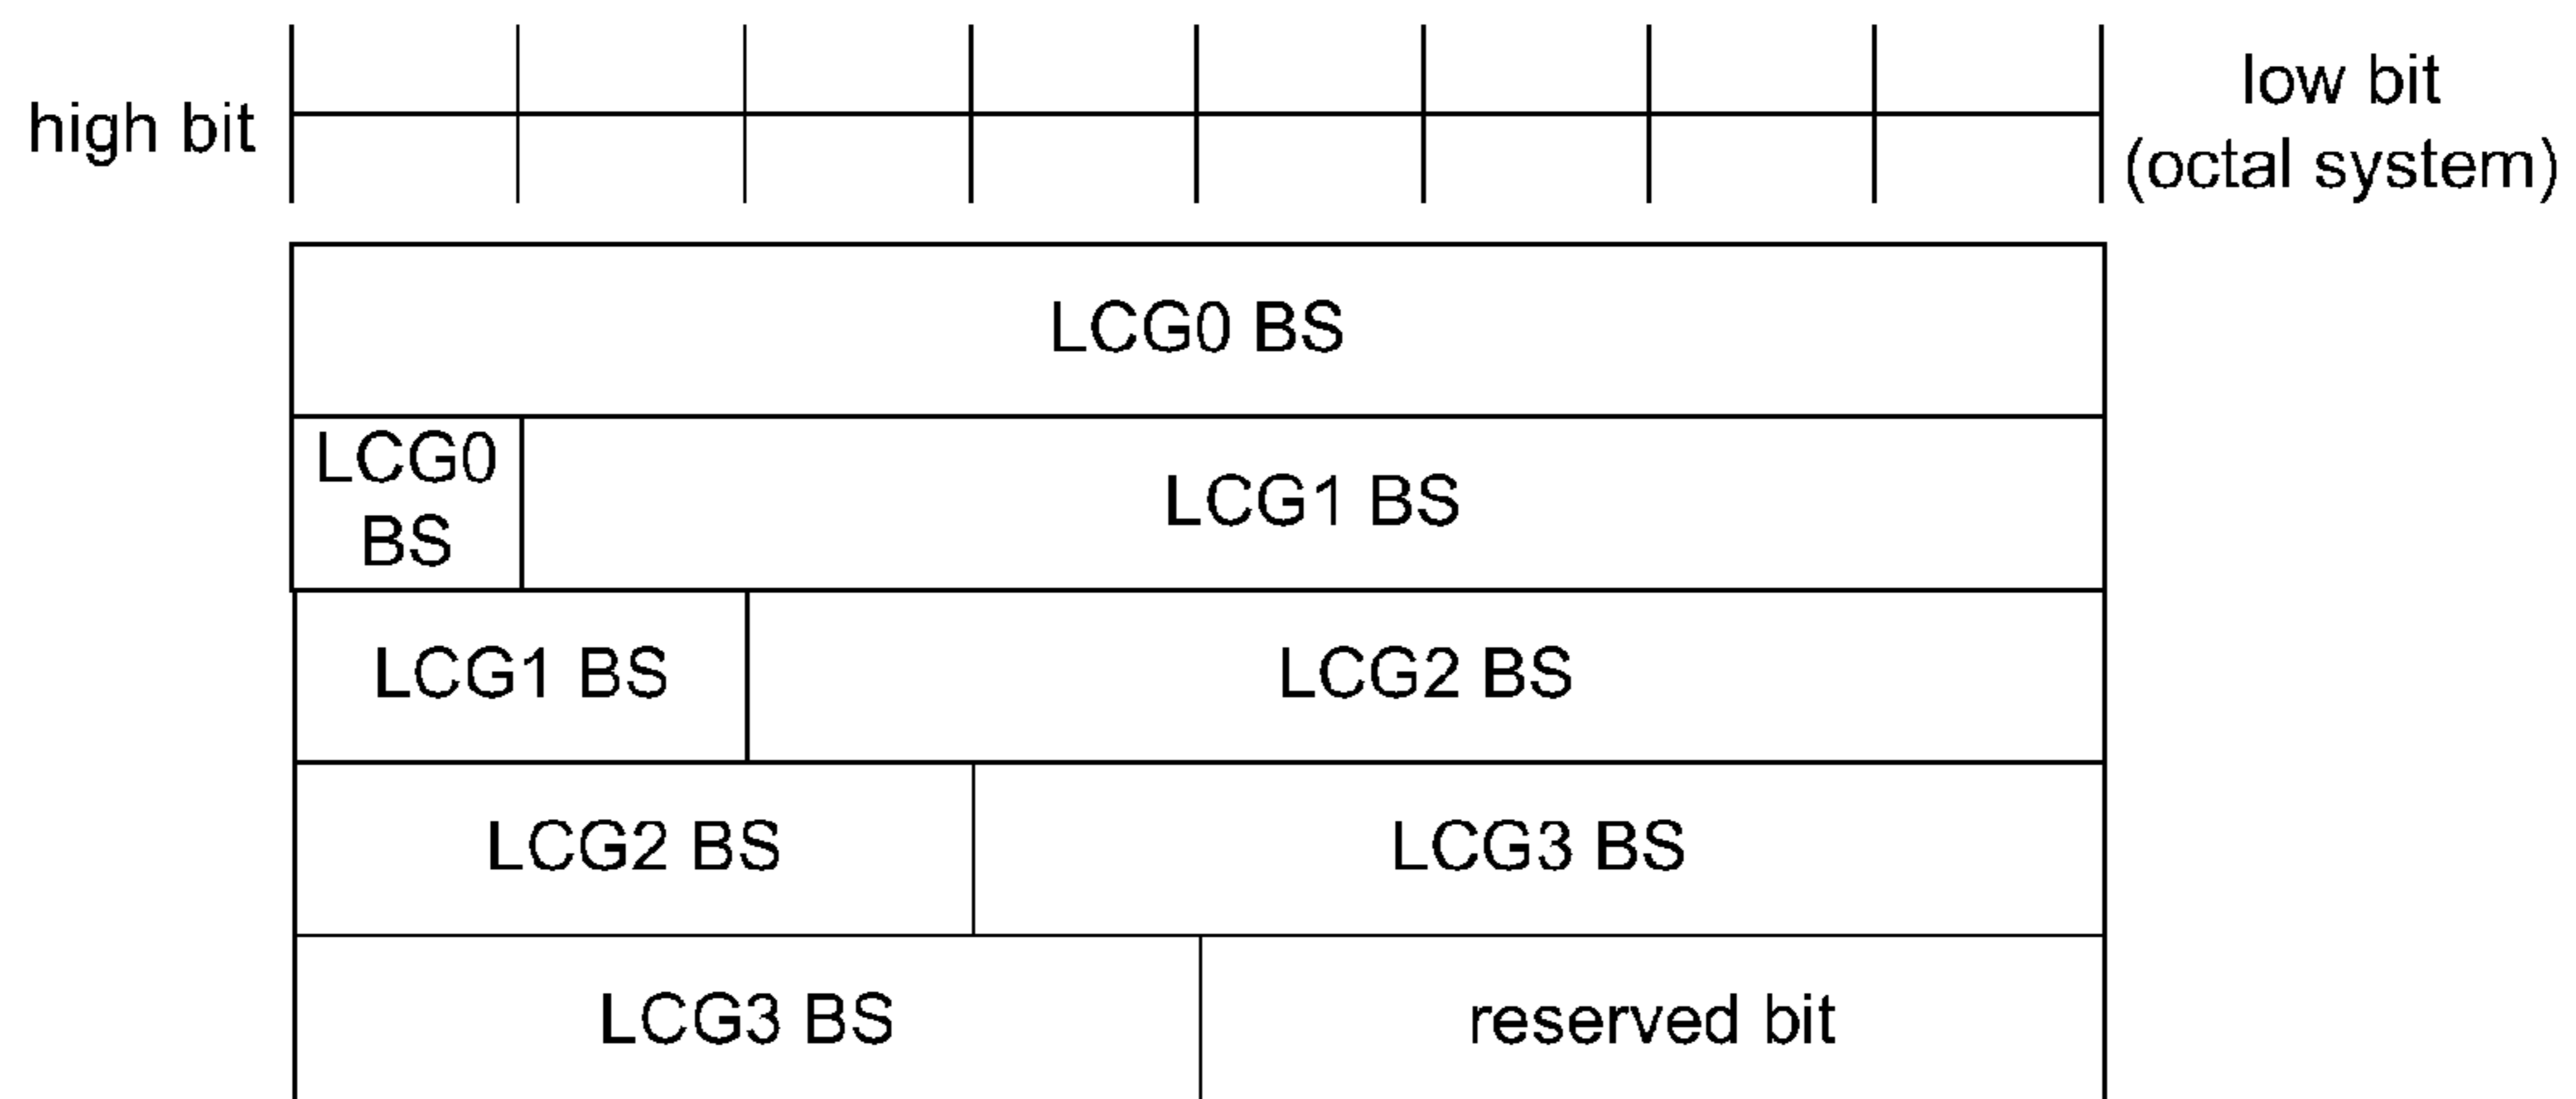 high bit
low bit
(octal system)
LCG0 BS
LCG0
BS
LCG1 BS
LCG1 BS
LCG2 BS
LCG2 BS
LCG3 BS
LCG3 BS
reserved bit